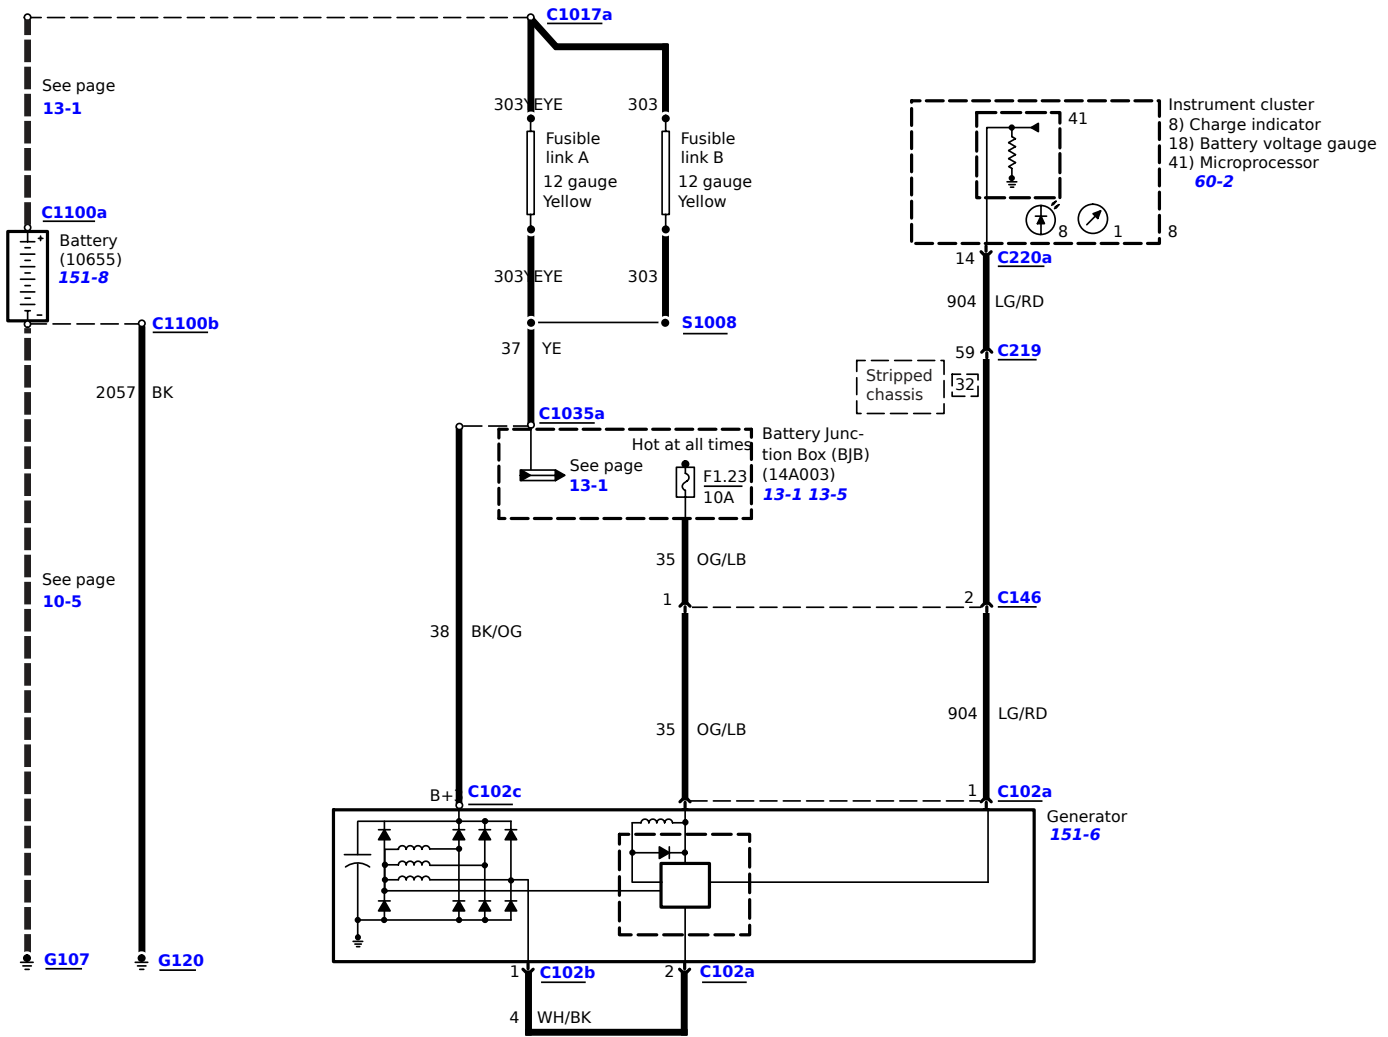 C1017a
See page
13-1
303YEYE
303
Instrument cluster
8) Charge indicator
18) Battery voltage gauge
41) Microprocessor
60-2
41
Fusible
link A
12 gauge
Yellow
Fusible
link B
12 gauge
Yellow
C1100a
+
-
Battery
(10655)
151-8
8
1
8
14
C220a
303YEYE
303
904
LG/RD
C1100b
S1008
37
YE
59
C219
Stripped
chassis
32
2057
BK
C1035a
Hot at all times
See page
13-1
F1.23
10A
Battery Junc-
tion Box (BJB)
(14A003)
13-1 13-5
35
OG/LB
See page
10-5
1
2
C146
38
BK/OG
35
OG/LB
904
LG/RD
B+
C102c
1
C102a
Generator
151-6
G107
G120
1
C102b
2
C102a
4
WH/BK